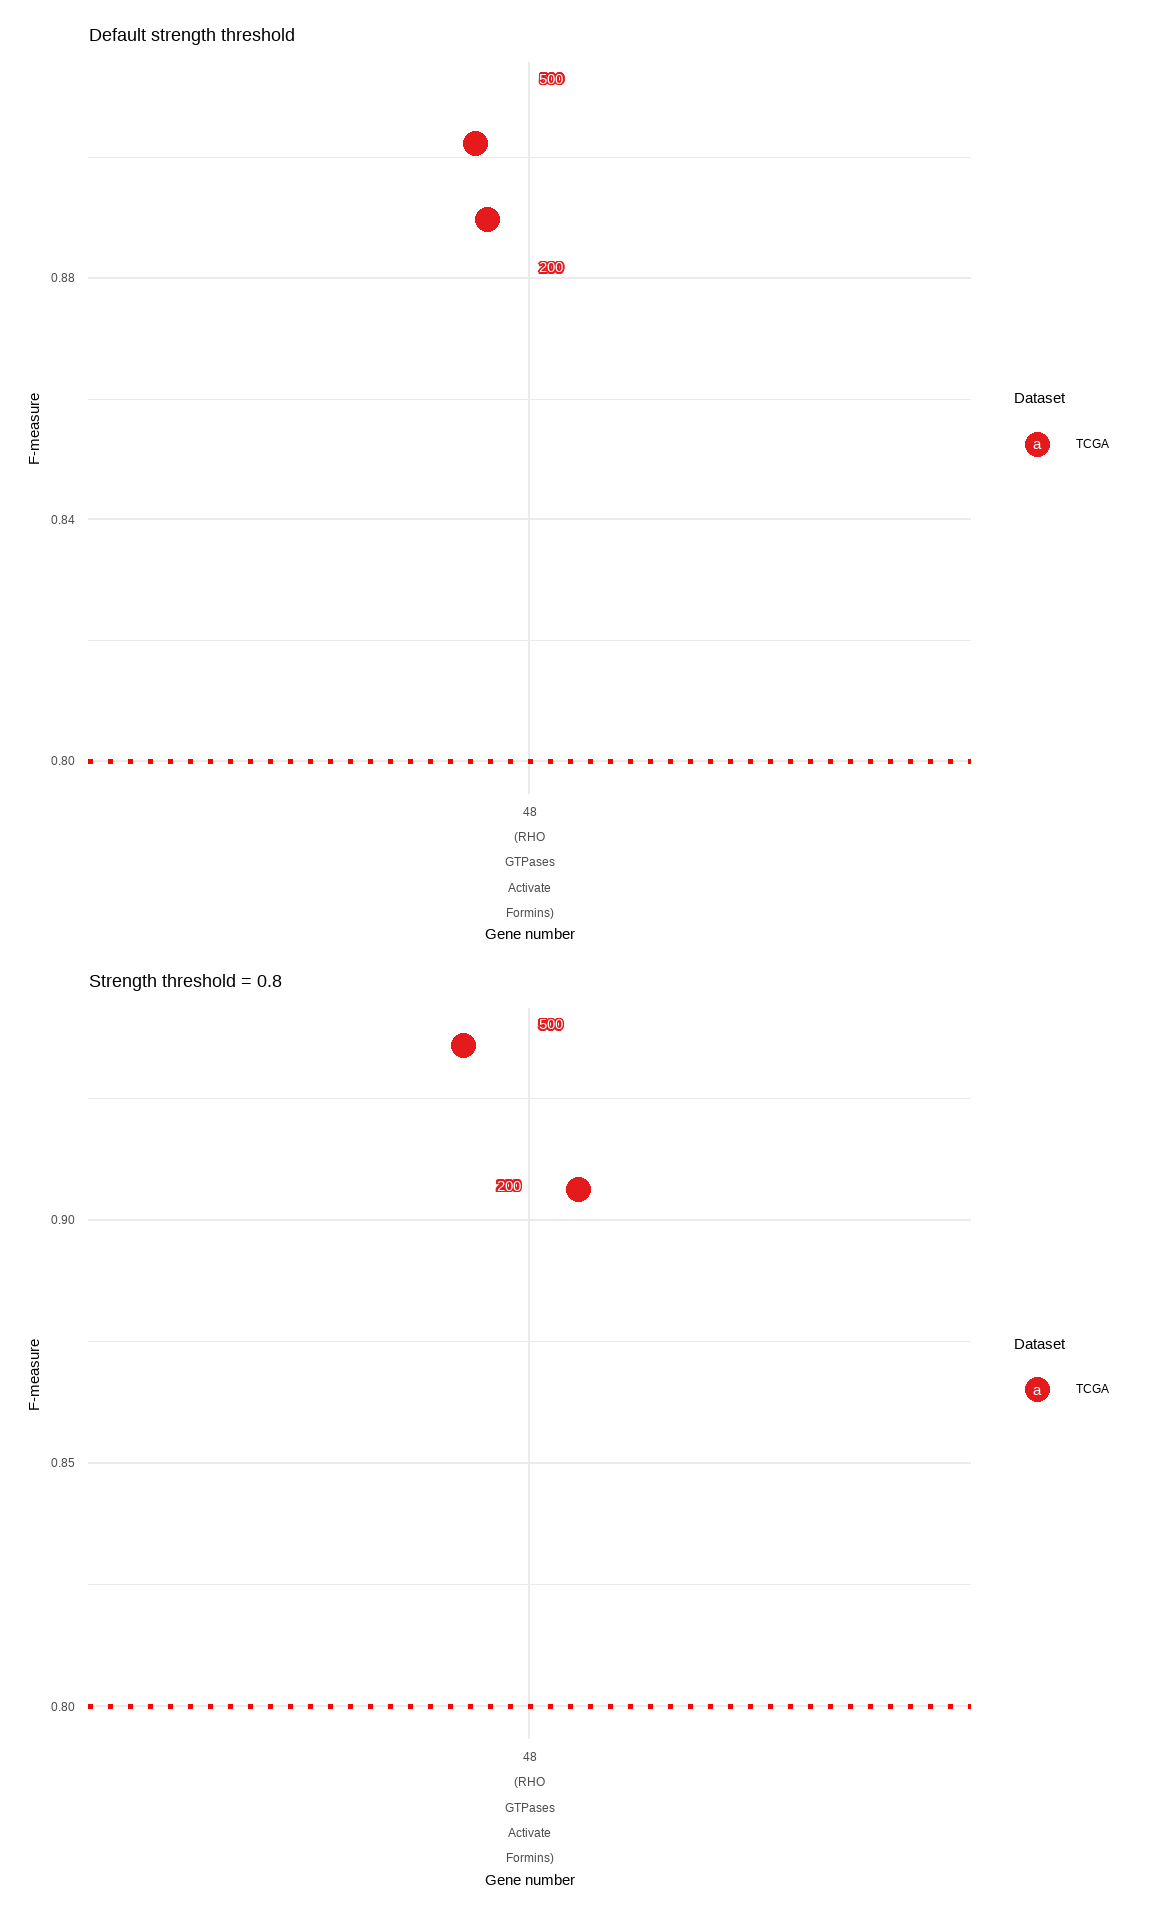 Default strength threshold
500
200
0.88
0.84
0.80
F-measure
48
(RHO
GTPases
Activate
Formins)
Gene number
Dataset
a TCGA
Strength threshold = 0.8
500
200
0.90
0.85
0.80
F-measure
48
(RHO
GTPases
Activate
Formins)
Gene number
Dataset
a TCGA